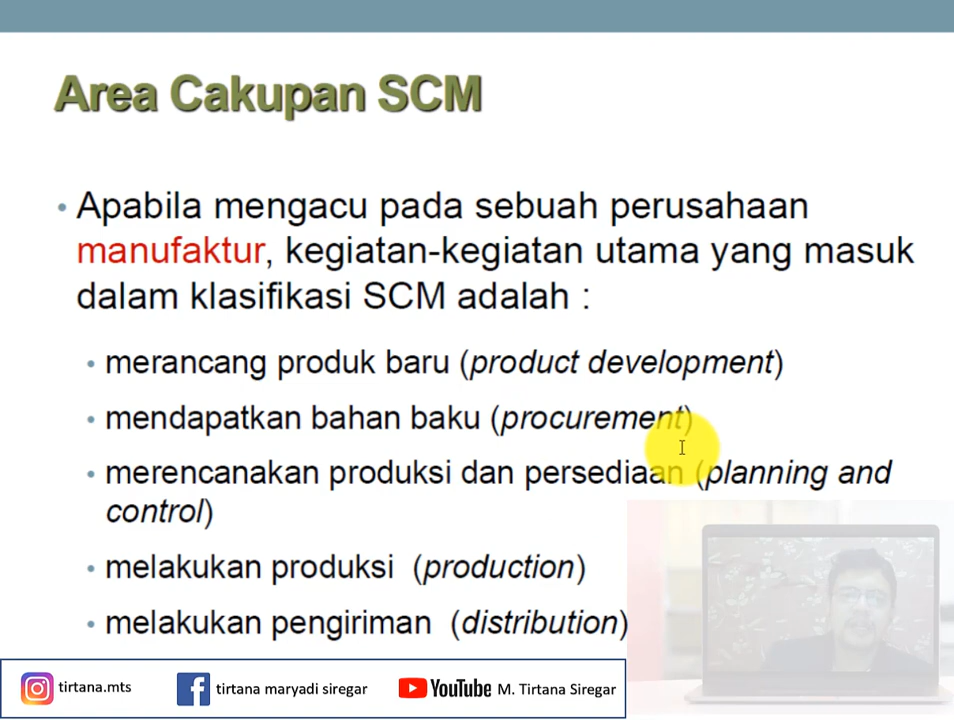 Area Cakupan SCM
• Apabila mengacu pada sebuah perusahaan
manufaktur, kegiatan-kegiatan utama yang masuk
dalam klasifikasi SCM adalah :
• merancang produk baru (product development)
• mendapatkan bahan baku (procurement)
• merencanakan produksi dan persediaan (planning and
control)
• melakukan produksi (production)
• melakukan pengiriman (distribution)
tirtana.mts
tirtana maryadi siregar
YouTube M. Tirtana Siregar